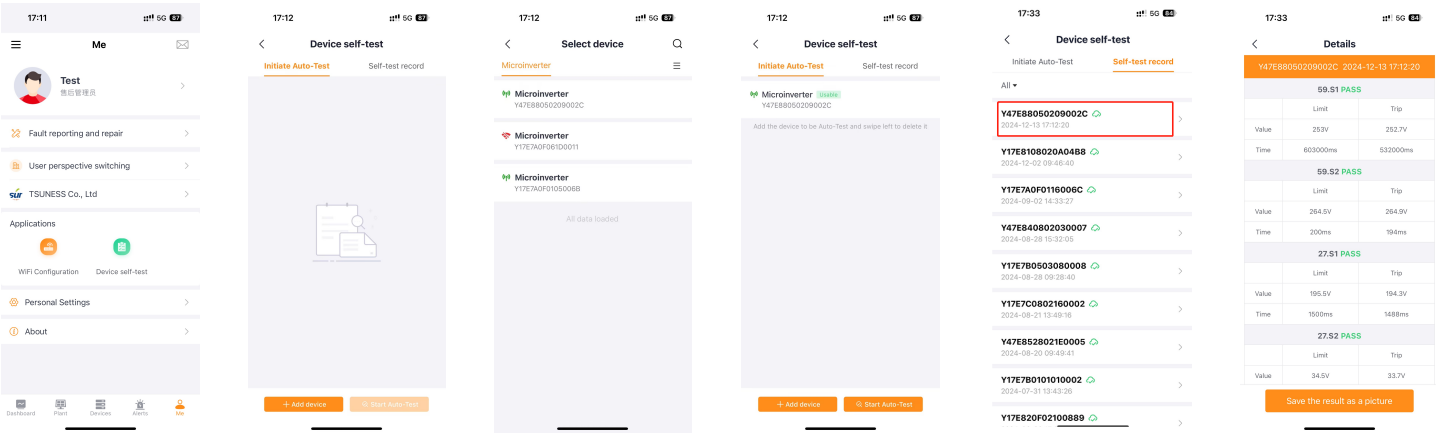 17:11
5G 87
Me
Test
售后管理员
Fault reporting and repair
User perspective switching
sur TSUNESS Co., Ltd
Applications
WiFi Configuration Device self-test
Personal Settings
About
Dashboard Plant Devices Alerts Me
17:12
5G 87
Device self-test
Initiate Auto-Test Self-test record
+ Add device Start Auto-Test
17:12
5G 87
Select device
Microinverter
Microinverter
Y47E88050209002C
Microinverter
Y17E7A0F061D0011
Microinverter
Y17E7A0F0105006B
All data loaded
17:12
5G 87
Device self-test
Initiate Auto-Test Self-test record
Microinverter Usable
Y47E88050209002C
Add the device to be Auto-Test and swipe left to delete it
+ Add device Start Auto-Test
17:33
5G 84
Device self-test
Initiate Auto-Test Self-test record
All
Y47E88050209002C
2024-12-13 17:12:20
Y17E8108020A04B8
2024-12-02 09:46:40
Y17E7A0F0116006C
2024-09-02 14:33:27
Y47E840802030007
2024-08-28 15:32:05
Y17E7B0503080008
2024-08-28 09:28:40
Y17E7C0802160002
2024-08-21 13:49:16
Y47E8528021E0005
2024-08-20 09:49:41
Y17E7B0101010002
2024-07-31 13:43:26
Y17E820F02100889
17:33
5G 84
Details
Y47E88050209002C 2024-12-13 17:12:20
59.S1 PASS
Limit Trip
Value 253V 252.7V
Time 603000ms 532000ms
59.S2 PASS
Limit Trip
Value 264.5V 264.9V
Time 200ms 194ms
27.S1 PASS
Limit Trip
Value 195.5V 194.3V
Time 1500ms 1488ms
27.S2 PASS
Limit Trip
Value 34.5V 33.7V
Save the result as a picture